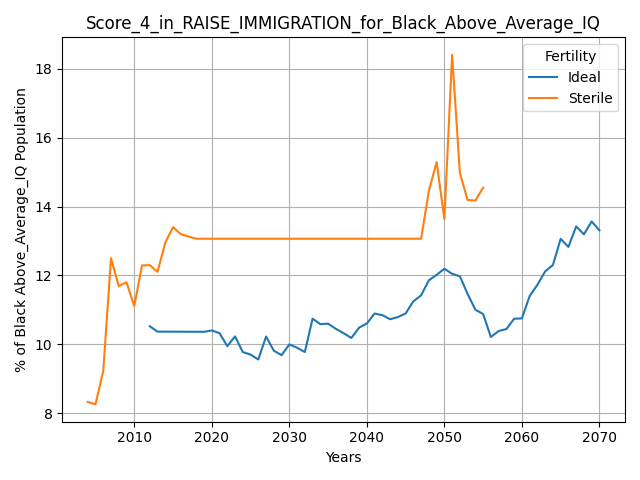 Score_4_in_RAISE_IMMIGRATION_for_Black_Above_Average_IQ
Fertility
Ideal
Sterile
% of Black Above_Average_IQ Population
18
16
14
12
10
8
2010 2020 2030 2040 2050 2060 2070
Years